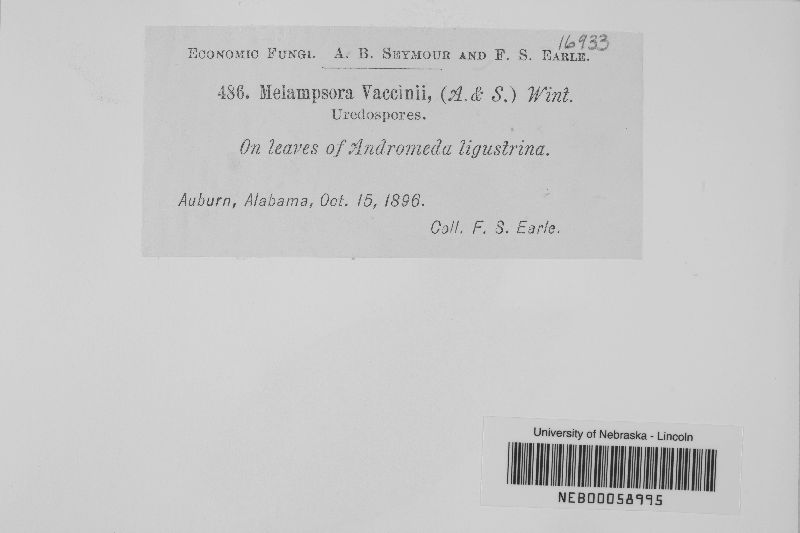 16933
Economic Fungi. A. B. Seymour and F. S. Earle.
486. Melampsora Vaccinii, (A. & S.) Wint.
Uredospores.
On leaves of Andromeda ligustrina.
Auburn, Alabama, Oct. 15, 1896.
Coll. F. S. Earle.
University of Nebraska - Lincoln
NEB00058995